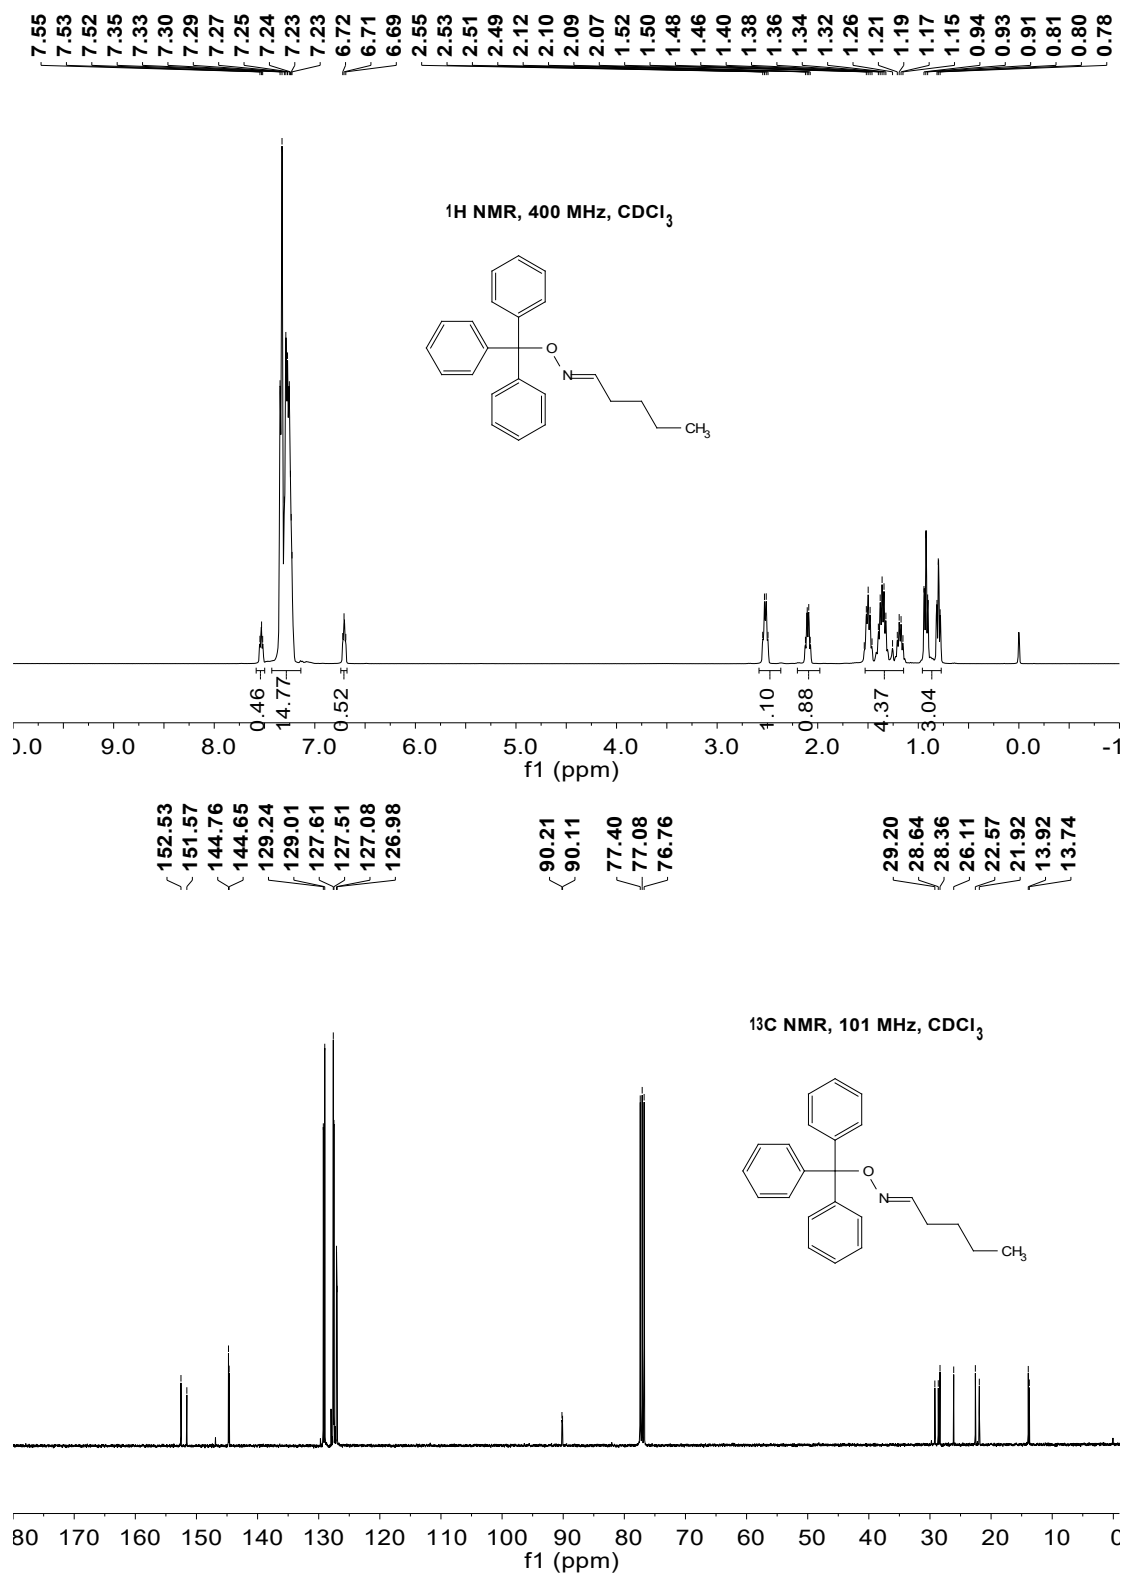 7.55 7.53 7.52 7.35 7.33 7.30 7.29 7.27 7.25 7.24 7.23 7.23 6.72 6.71 6.69 2.55 2.53 2.51 2.49 2.12 2.10 2.09 2.07 1.52 1.50 1.48 1.46 1.40 1.38 1.36 1.34 1.32 1.26 1.21 1.19 1.17 1.15 0.94 0.93 0.91 0.81 0.80 0.78
¹H NMR, 400 MHz, CDCl₃
O
N
CH₃
0.46 14.77 0.52 1.10 0.88 4.37 3.04
0.0 9.0 8.0 7.0 6.0 5.0 4.0 3.0 2.0 1.0 0.0 -1
f1 (ppm)
152.53 151.57 144.76 144.65 129.24 129.01 127.61 127.51 127.08 126.98 90.21 90.11 77.40 77.08 76.76 29.20 28.64 28.36 26.11 22.57 21.92 13.92 13.74
¹³C NMR, 101 MHz, CDCl₃
O
N
CH₃
80 170 160 150 140 130 120 110 100 90 80 70 60 50 40 30 20 10 0
f1 (ppm)